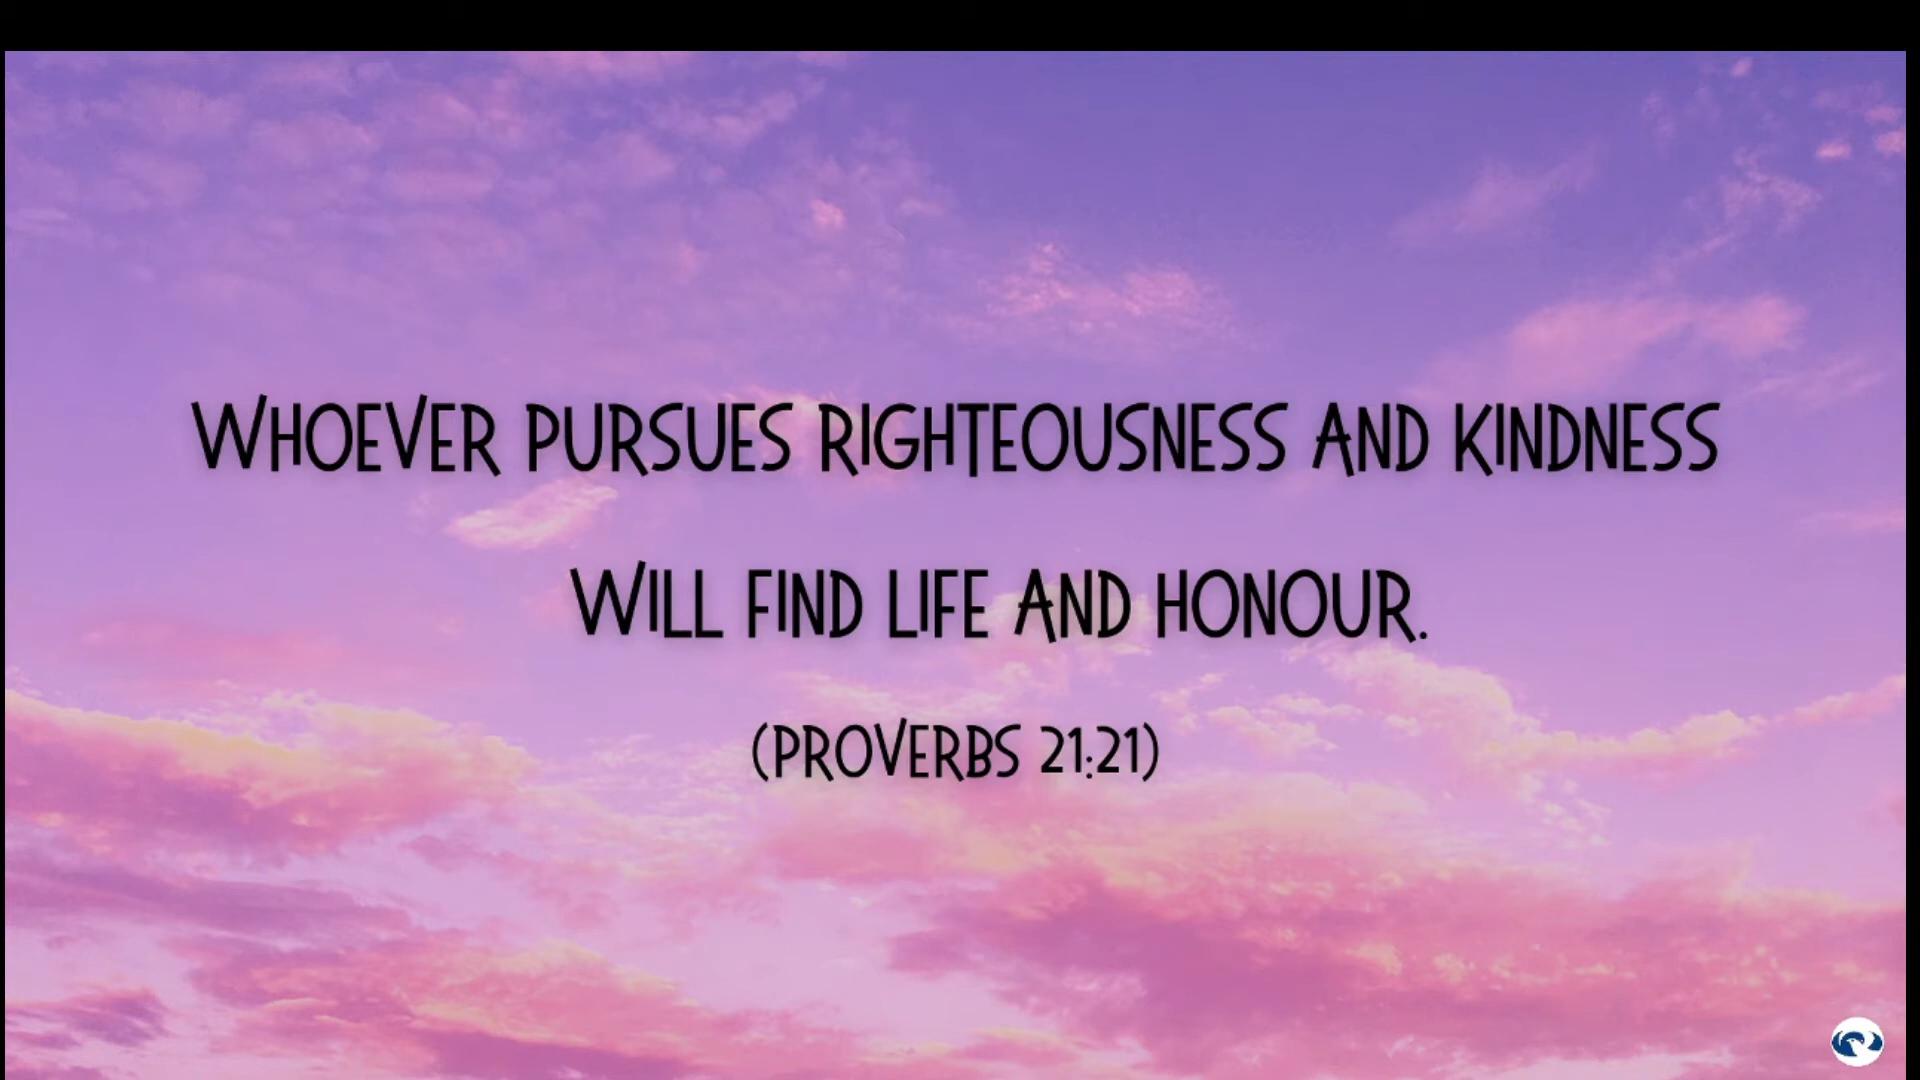 WHOEVER PURSUES RIGHTEOUSNESS AND KINDNESS
WILL FIND LIFE AND HONOUR.
(PROVERBS 21:21)